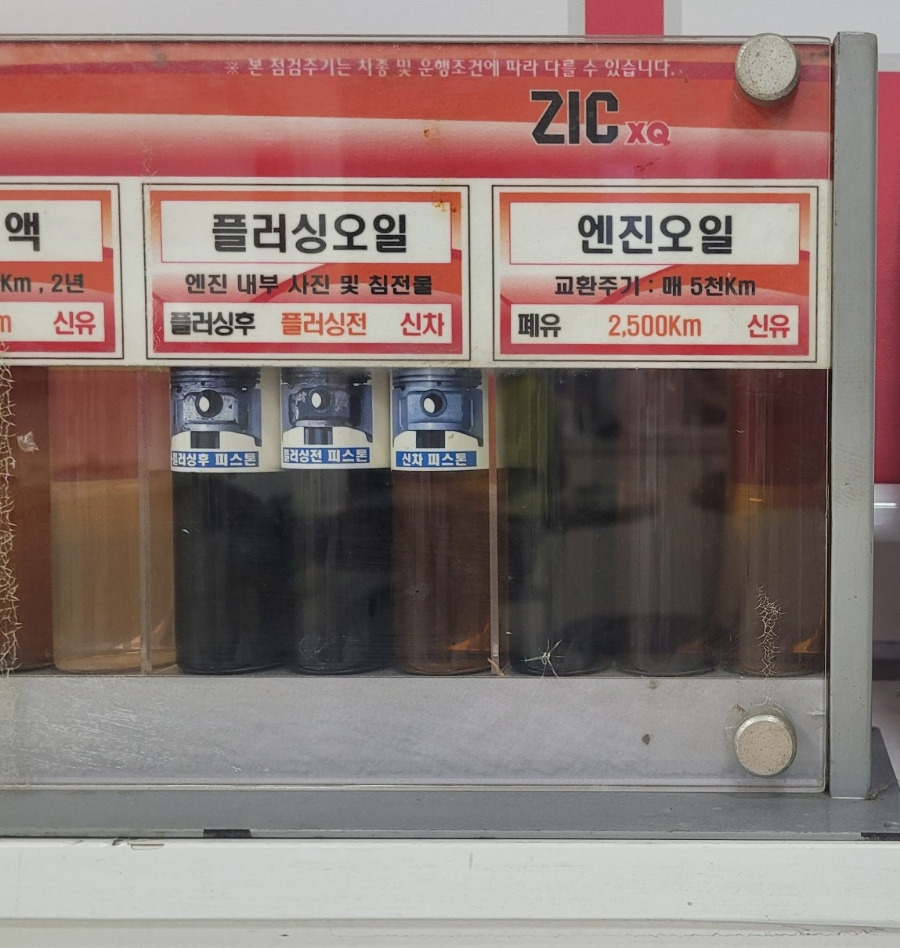 ※ 본 점검주기는 차종 및 운행조건에 따라 다를 수 있습니다.
ZIC XQ
액
Km , 2년
m 신유
플러싱오일
엔진 내부 사진 및 침전물
플러싱후 플러싱전 신차
플러싱후 피스톤
플러싱전 피스톤
신차 피스톤
엔진오일
교환주기 : 매 5천Km
폐유 2,500Km 신유